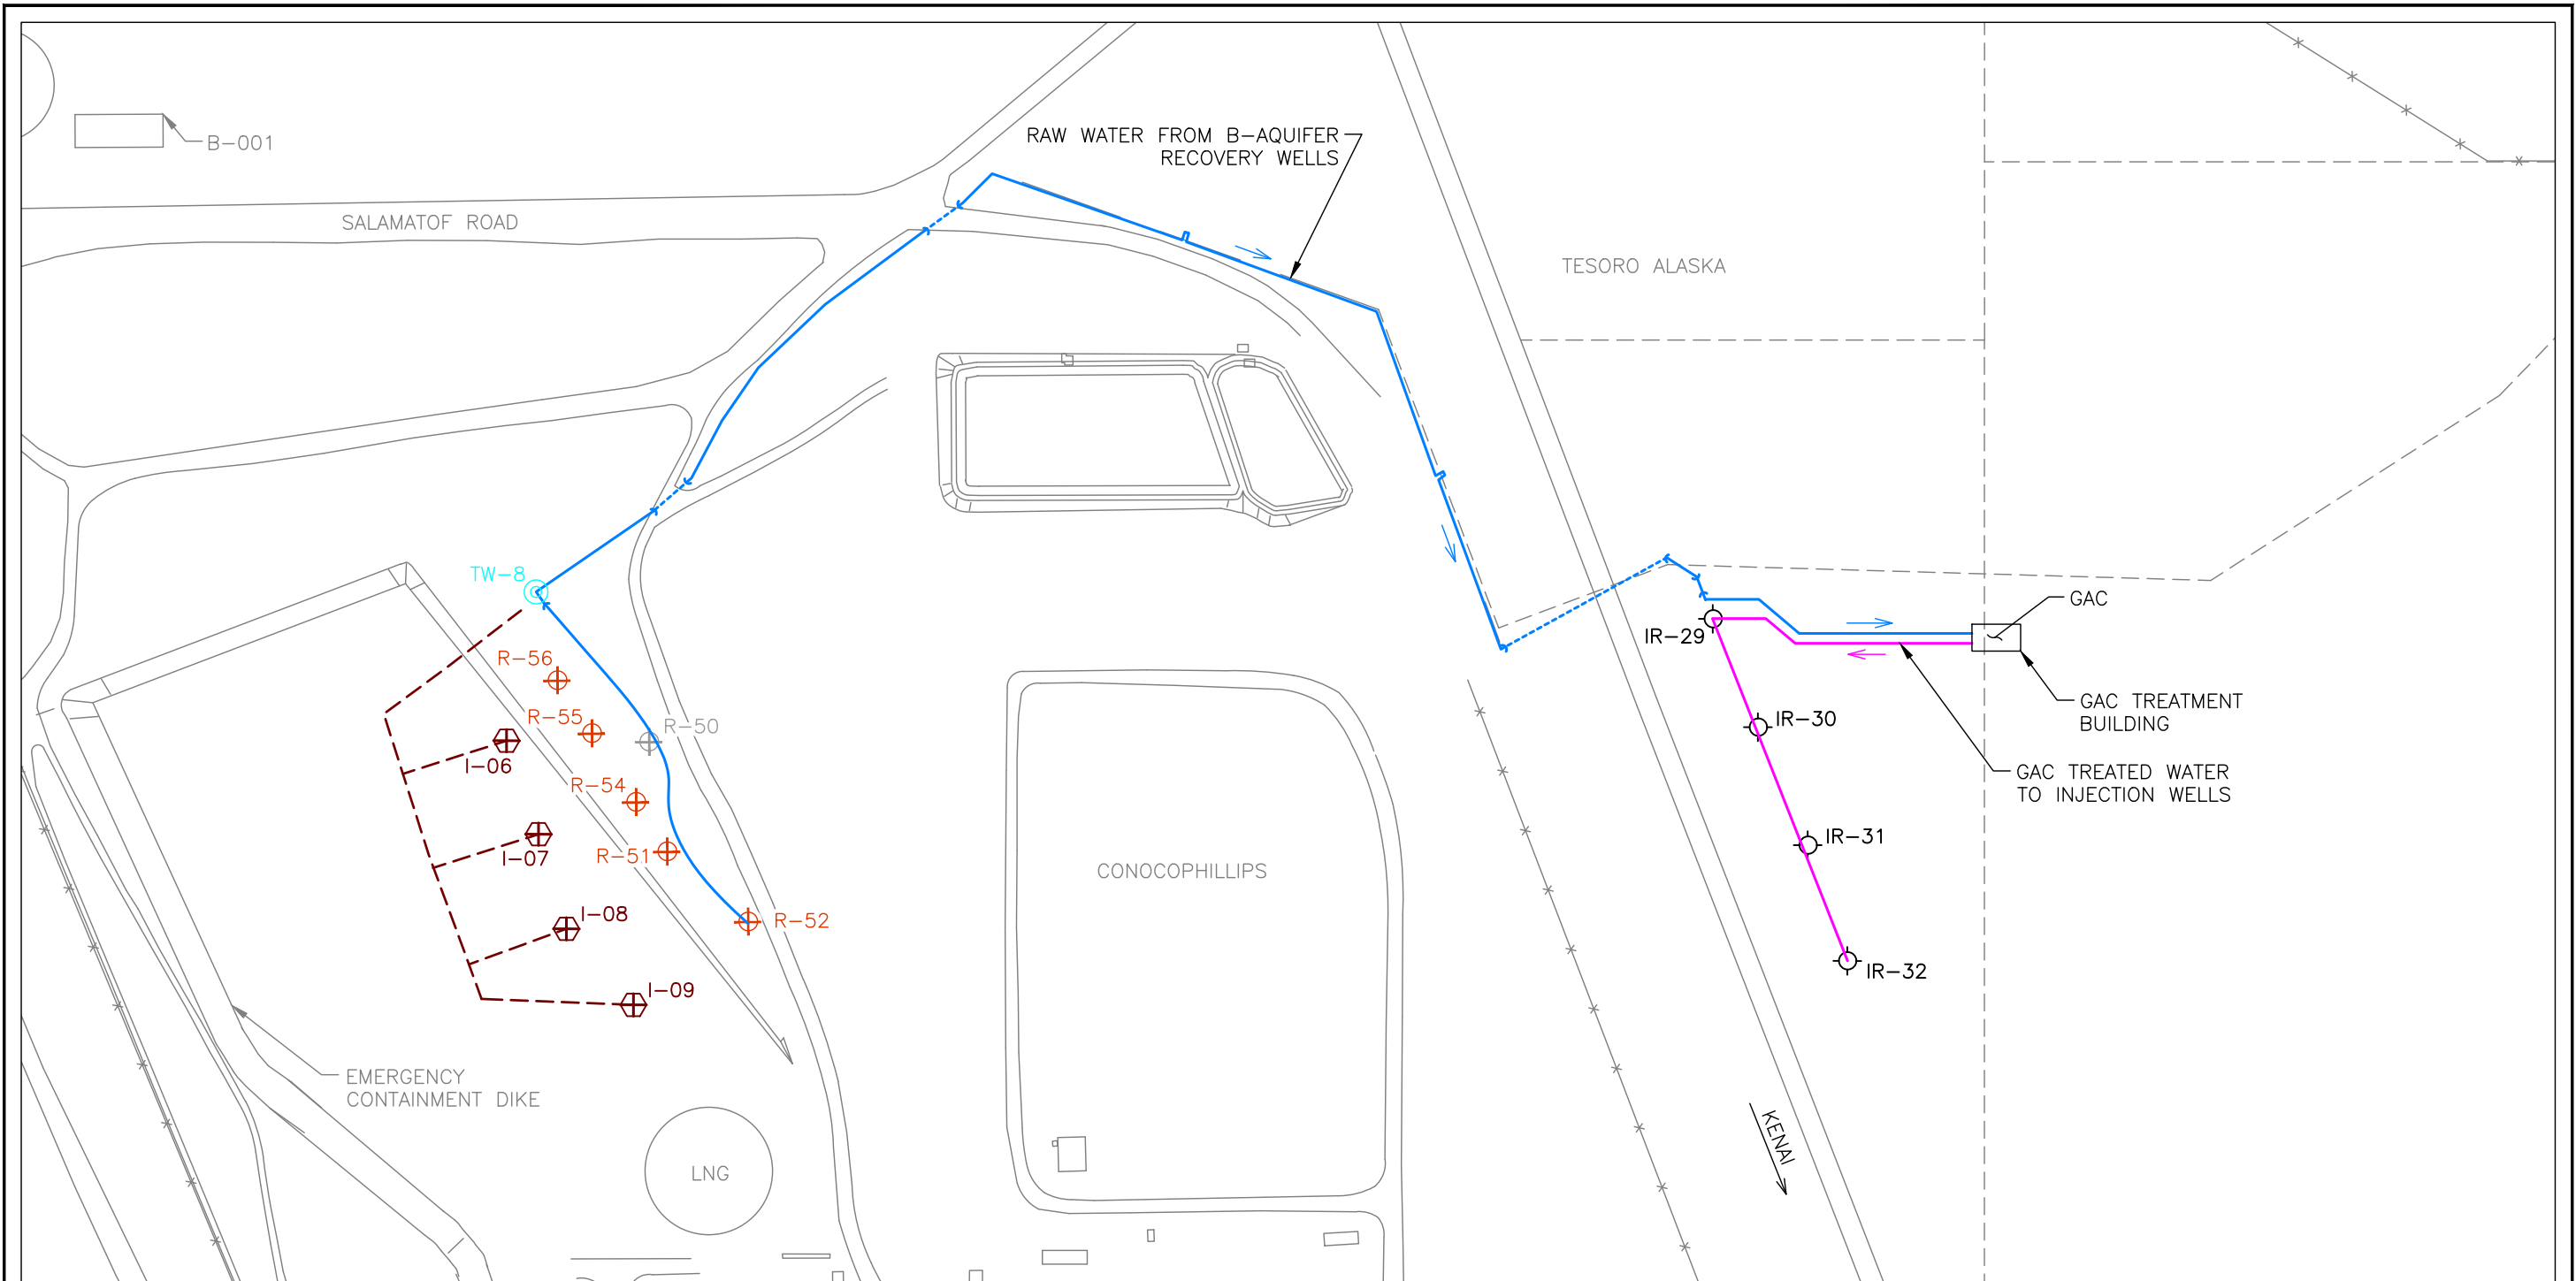 RAW WATER FROM B-AQUIFER
RECOVERY WELLS
B-001
SALAMATOF ROAD
TESORO ALASKA
TW-8
GAC
IR-29
R-56
GAC TREATMENT
BUILDING
R-55
R-50
IR-30
I-06
GAC TREATED WATER
TO INJECTION WELLS
R-54
IR-31
I-07
R-51
CONOCOPHILLIPS
I-08
R-52
IR-32
I-09
EMERGENCY
CONTAINMENT DIKE
KENAI
LNG